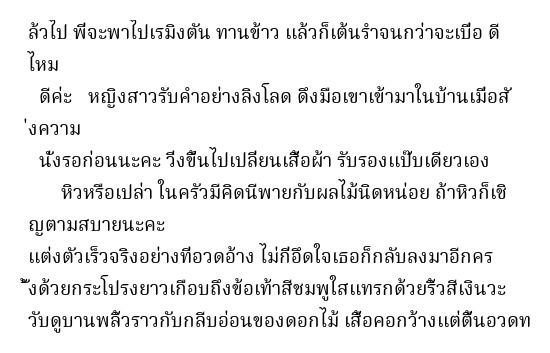 ล้วไป พี่จะพาไปเรมิงตัน ทานข้าว แล้วก็เต้นรำจนกว่าจะเบื่อ ดี
ไหม
ดีค่ะ   หญิงสาวรับคำอย่างลิงโลด ดึงมือเขาเข้ามาในบ้านเมื่อสั
่งความ
นั่งรอก่อนนะคะ วี่งขึ้นไปเปลี่ยนเสื้อผ้า รับรองแป๊บเดียวเอง
หิวหรือเปล่า ในครัวมีคิดนี่พายกับผลไม้นิดหน่อย ถ้าหิวก็เชิ
ญตามสบายนะคะ
แต่งตัวเร็วจริงอย่างที่อวดอ้าง ไม่กี่อึดใจเธอก็กลับลงมาอีกคร
ั้งด้วยกระโปรงยาวเกือบถึงข้อเท้าสีชมพูใสแทรกด้วยริ้วสีเงินวะ
วับดูบานพลิ้วราวกับกลีบอ่อนของดอกไม้ เสื้อคอกว้างแต่ตื้นอวดท